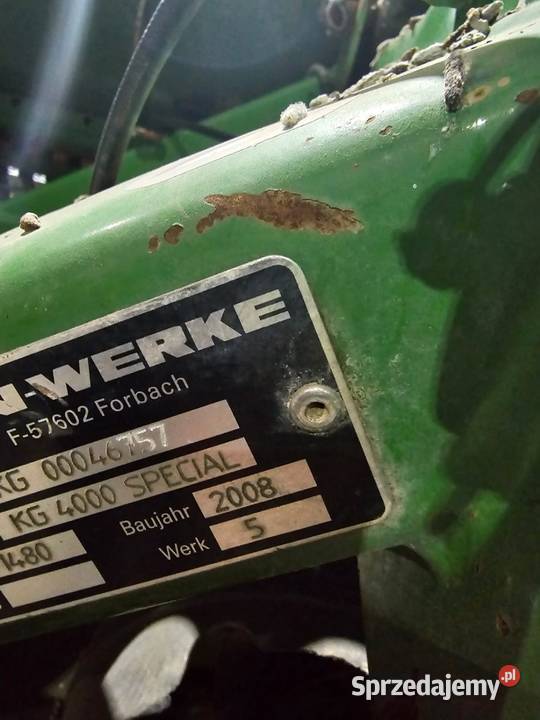 N-WERKE
F-57602 Forbach
KG 00046757
KG 4000 SPECIAL
1480
Baujahr 2008
Werk 5
Sprzedajemy.pl